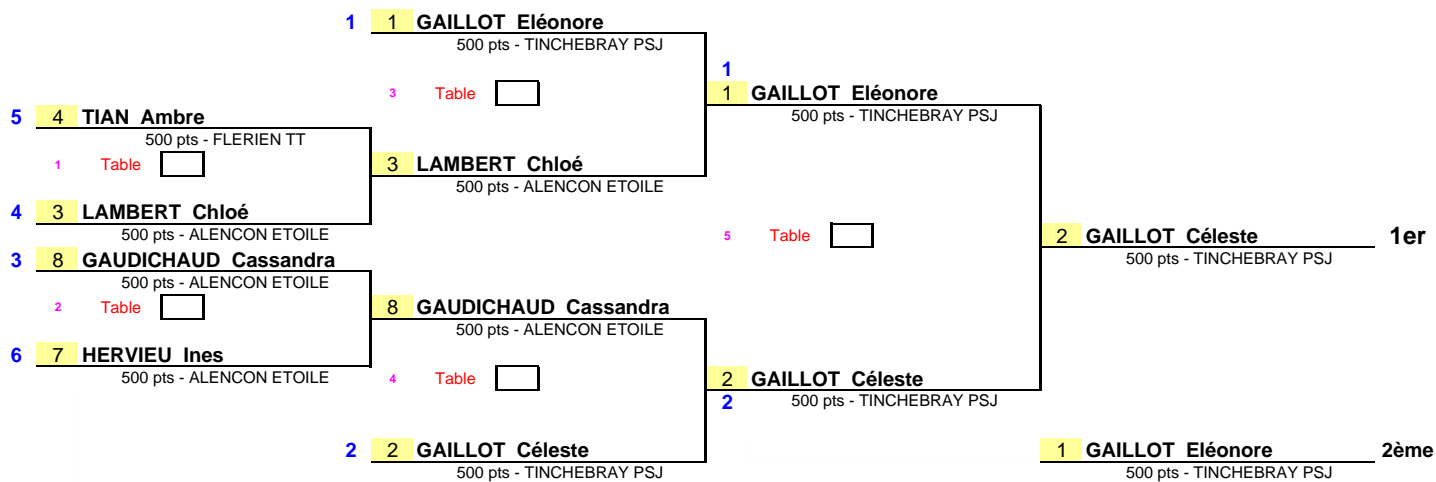 1 1 GAILLOT Eléonore
500 pts - TINCHEBRAY PSJ
3 Table
1
1 GAILLOT Eléonore
500 pts - TINCHEBRAY PSJ
5 4 TIAN Ambre
500 pts - FLERIEN TT
1 Table
3 LAMBERT Chloé
500 pts - ALENCON ETOILE
4 3 LAMBERT Chloé
500 pts - ALENCON ETOILE
5 Table
2 GAILLOT Céleste 1er
500 pts - TINCHEBRAY PSJ
3 8 GAUDICHAUD Cassandra
500 pts - ALENCON ETOILE
2 Table
8 GAUDICHAUD Cassandra
500 pts - ALENCON ETOILE
6 7 HERVIEU Ines
500 pts - ALENCON ETOILE
4 Table
2 GAILLOT Céleste
2 500 pts - TINCHEBRAY PSJ
2 2 GAILLOT Céleste
500 pts - TINCHEBRAY PSJ
1 GAILLOT Eléonore 2ème
500 pts - TINCHEBRAY PSJ